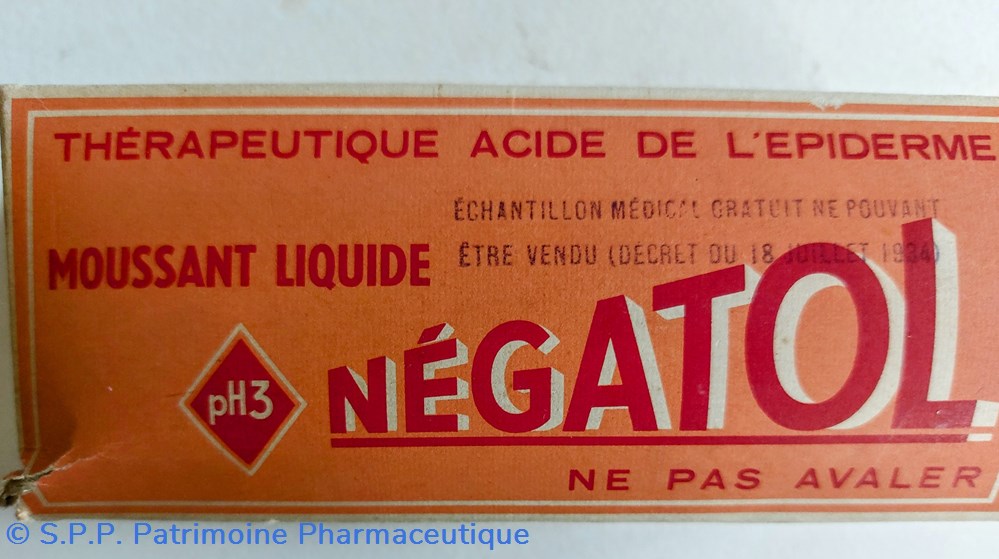 THÉRAPEUTIQUE ACIDE DE L'EPIDERME
ÉCHANTILLON MÉDICAL GRATUIT NE POUVANT
ÊTRE VENDU (DÉCRET DU 18 JUILLET 1934)
MOUSSANT LIQUIDE
NÉGATOL
pH3
NE PAS AVALER
© S.P.P. Patrimoine Pharmaceutique